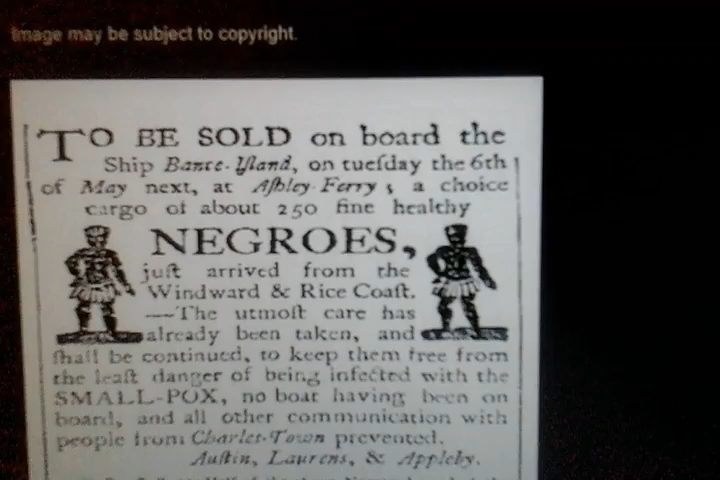 Image may be subject to copyright.
TO BE SOLD on board the
Ship Bance-Iſland, on tueſday the 6th
of May next, at Aſhley-Ferry; a choice
cargo of about 250 fine healthy
NEGROES,
juſt arrived from the
Windward & Rice Coaſt.
—The utmoſt care has
already been taken, and
ſhall be continued, to keep them free from
the leaſt danger of being infected with the
SMALL-POX, no boat having been on
board, and all other communication with
people from Charles-Town prevented.
Auſtin, Laurens, & Appleby.